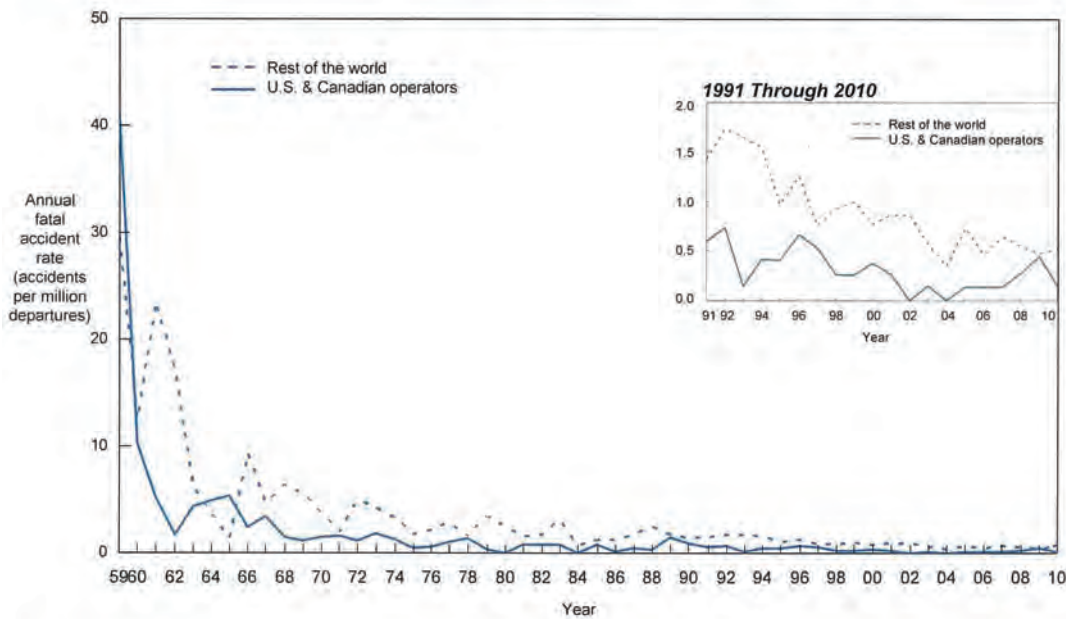 50
40
30
20
10
0
Annual
fatal
accident
rate
(accidents
per million
departures)
Rest of the world
U.S. & Canadian operators
5960 62 64 66 68 70 72 74 76 78 80 82 84 86 88 90 92 94 96 98 00 02 04 06 08 10
Year
1991 Through 2010
2.0
1.5
1.0
0.5
0.0
Rest of the world
U.S. & Canadian operators
91 92 94 96 98 00 02 04 06 08 10
Year